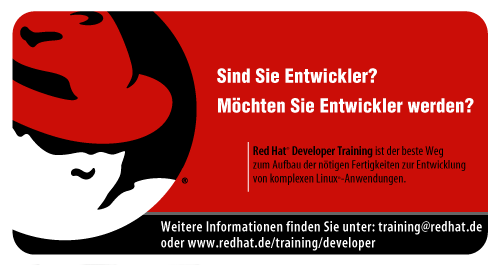 Sind Sie Entwickler?
Möchten Sie Entwickler werden?
Red Hat® Developer Training ist der beste Weg
zum Aufbau der nötigen Fertigkeiten zur Entwicklung
von komplexen Linux®-Anwendungen.
®
Weitere Informationen finden Sie unter: training@redhat.de
oder www.redhat.de/training/developer